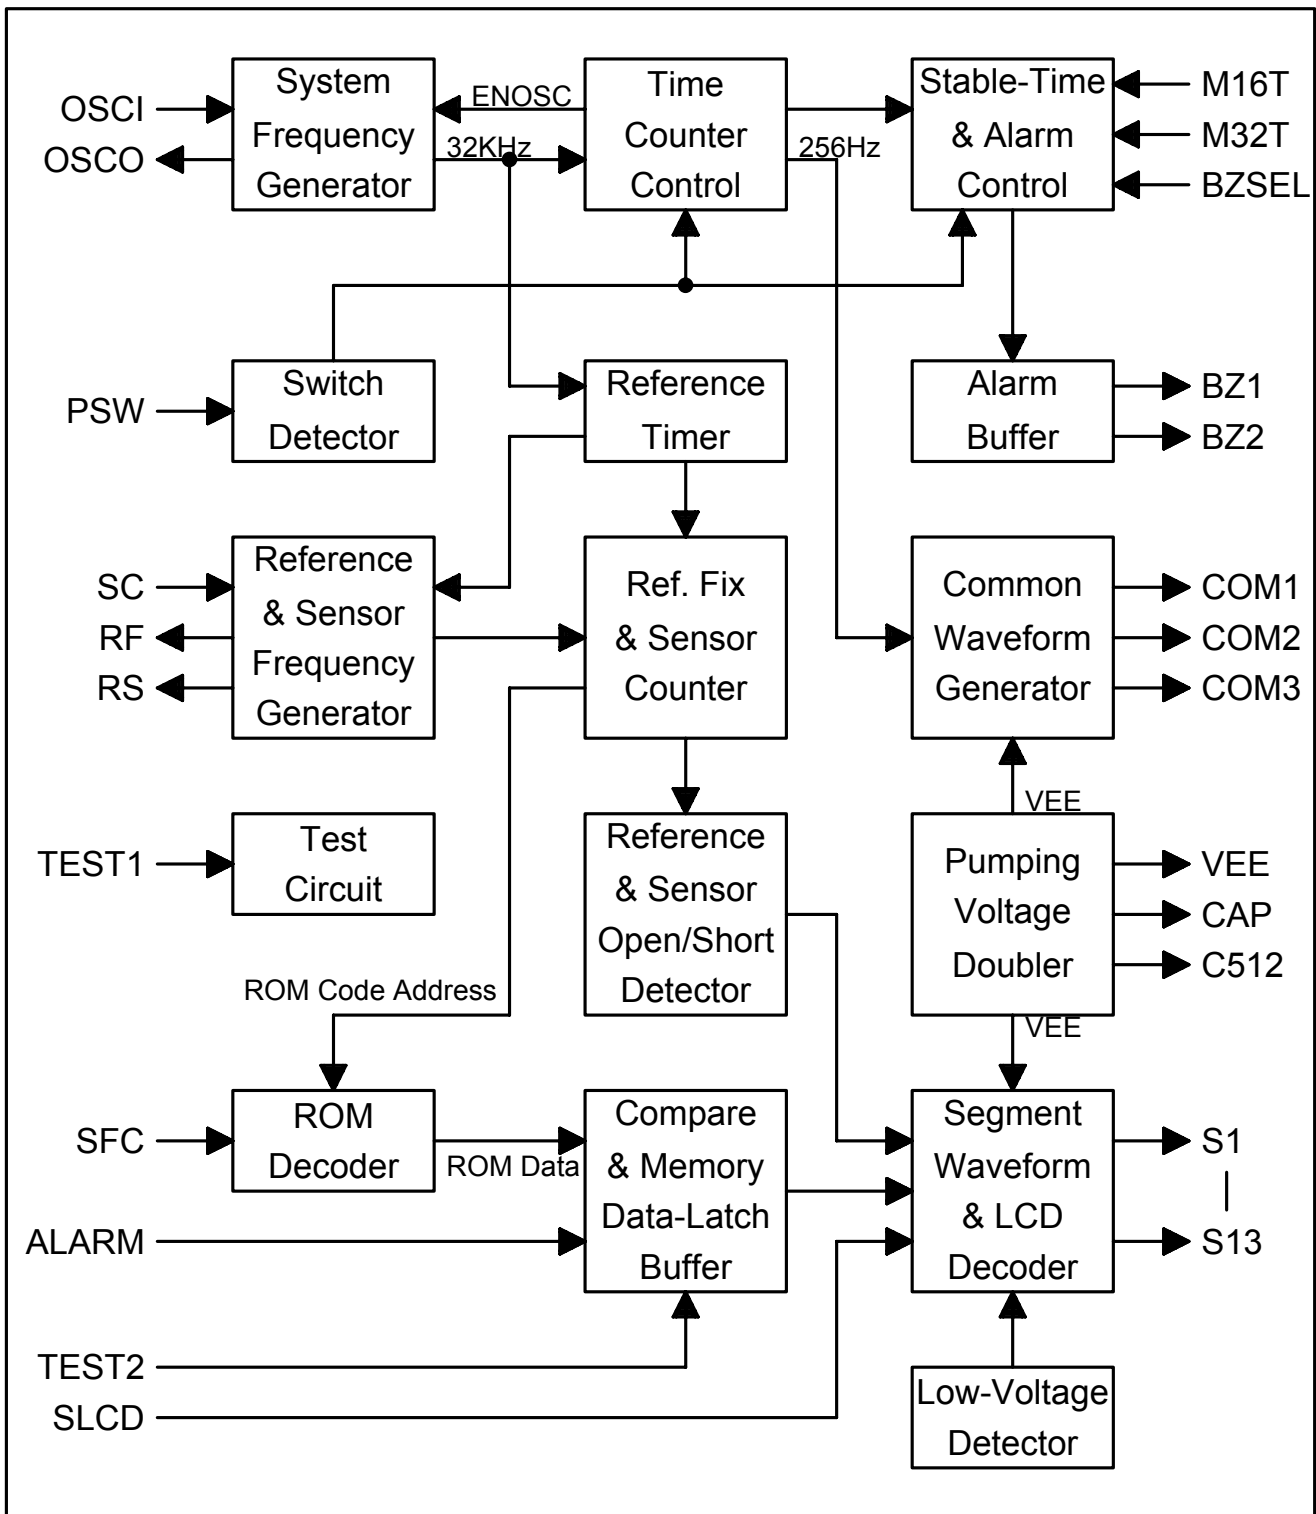 OSCI
OSCO
System
Frequency
Generator
ENOSC
32KHz
Time
Counter
Control
256Hz
Stable-Time
& Alarm
Control
M16T
M32T
BZSEL
PSW
Switch
Detector
Reference
Timer
Alarm
Buffer
BZ1
BZ2
SC
RF
RS
Reference
& Sensor
Frequency
Generator
Ref. Fix
& Sensor
Counter
Common
Waveform
Generator
COM1
COM2
COM3
TEST1
Test
Circuit
Reference
& Sensor
Open/Short
Detector
VEE
Pumping
Voltage
Doubler
VEE
CAP
C512
VEE
ROM Code Address
SFC
ROM
Decoder
ROM Data
ALARM
Compare
& Memory
Data-Latch
Buffer
Segment
Waveform
& LCD
Decoder
S1
S13
TEST2
SLCD
Low-Voltage
Detector